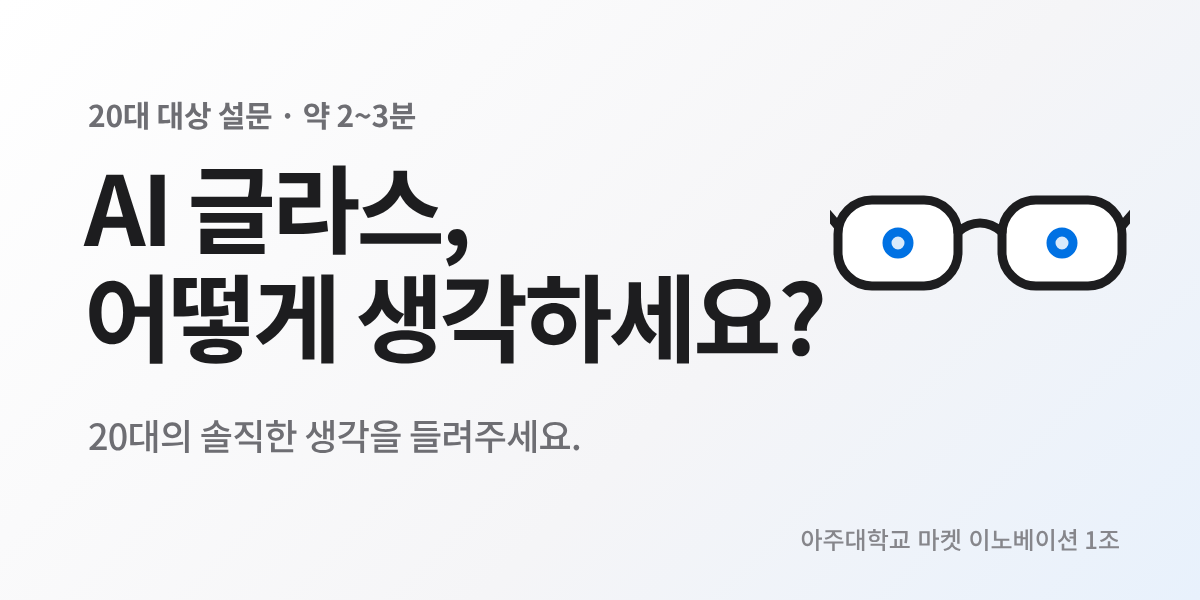 20대 대상 설문 · 약 2~3분
AI 글라스,
어떻게 생각하세요?
20대의 솔직한 생각을 들려주세요.
아주대학교 마켓 이노베이션 1조